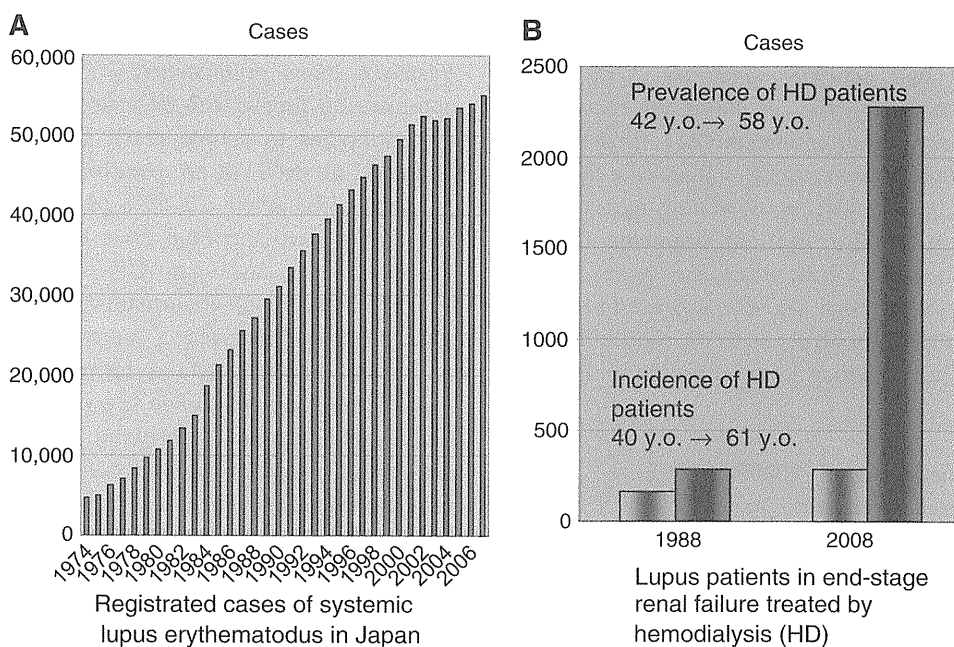 A
Cases
60,000
50,000
40,000
30,000
20,000
10,000
0
1974
1976
1978
1980
1982
1984
1986
1988
1990
1992
1994
1996
1998
2000
2002
2004
2006
Registrated cases of systemic
lupus erythematodus in Japan
B
Cases
2500
2000
1500
1000
500
0
Prevalence of HD patients
42 y.o.→ 58 y.o.
Incidence of HD
patients
40 y.o. → 61 y.o.
1988
2008
Lupus patients in end-stage
renal failure treated by
hemodialysis (HD)